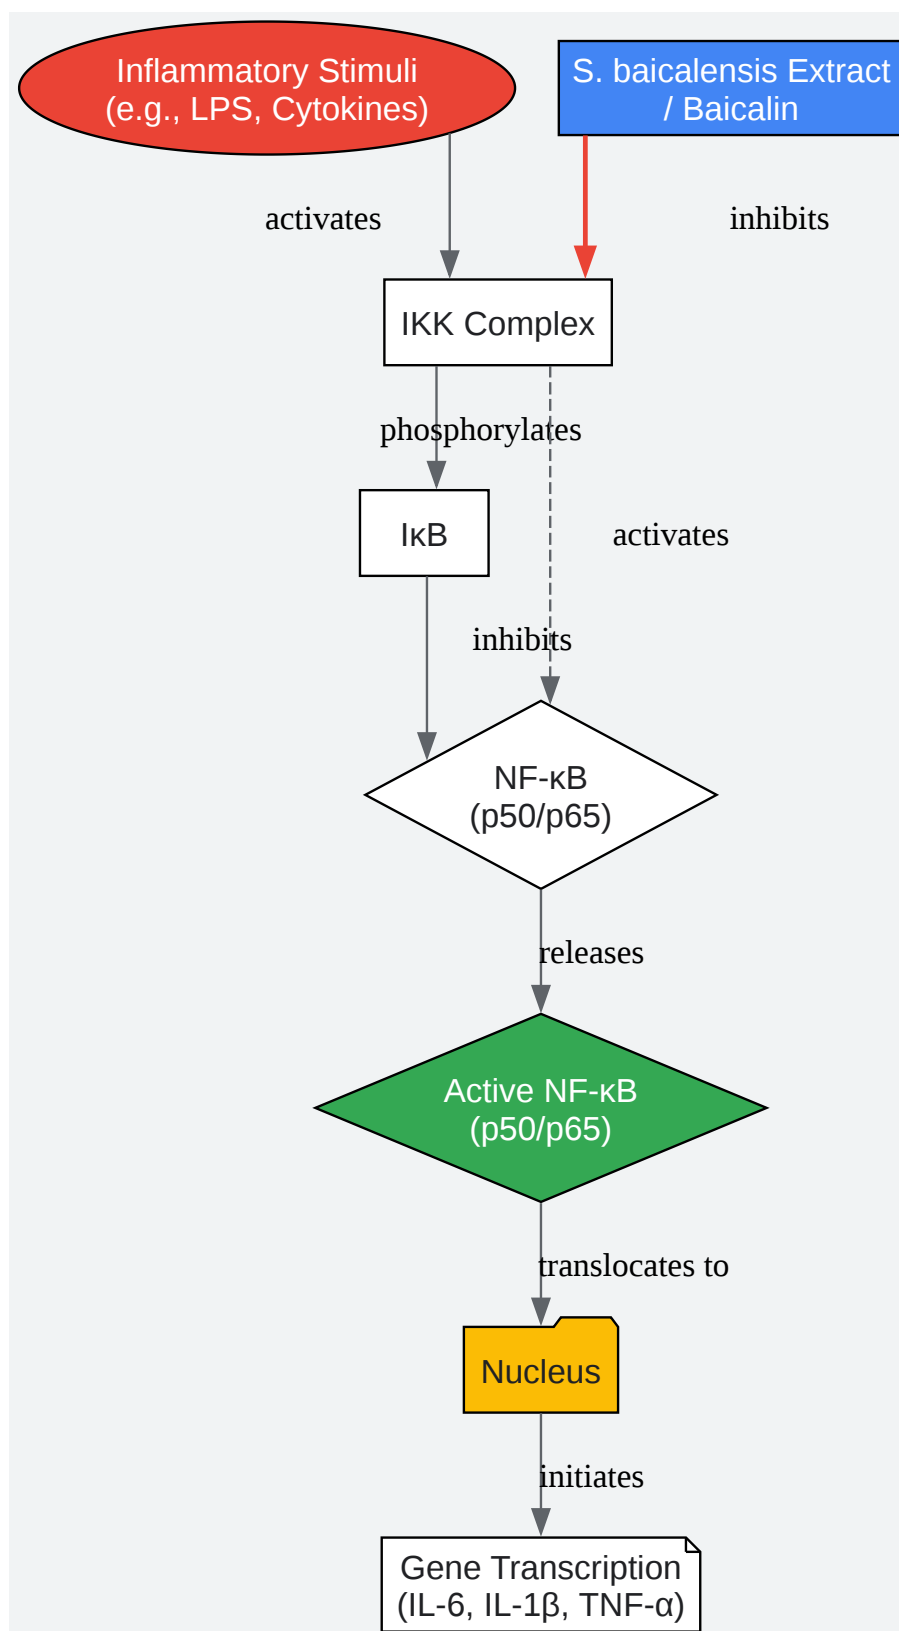 Inflammatory Stimuli
(e.g., LPS, Cytokines)
S. baicalensis Extract
/ Baicalin
activates
inhibits
IKK Complex
phosphorylates
IκB
activates
inhibits
NF-κB
(p50/p65)
releases
Active NF-κB
(p50/p65)
translocates to
Nucleus
initiates
Gene Transcription
(IL-6, IL-1β, TNF-α)